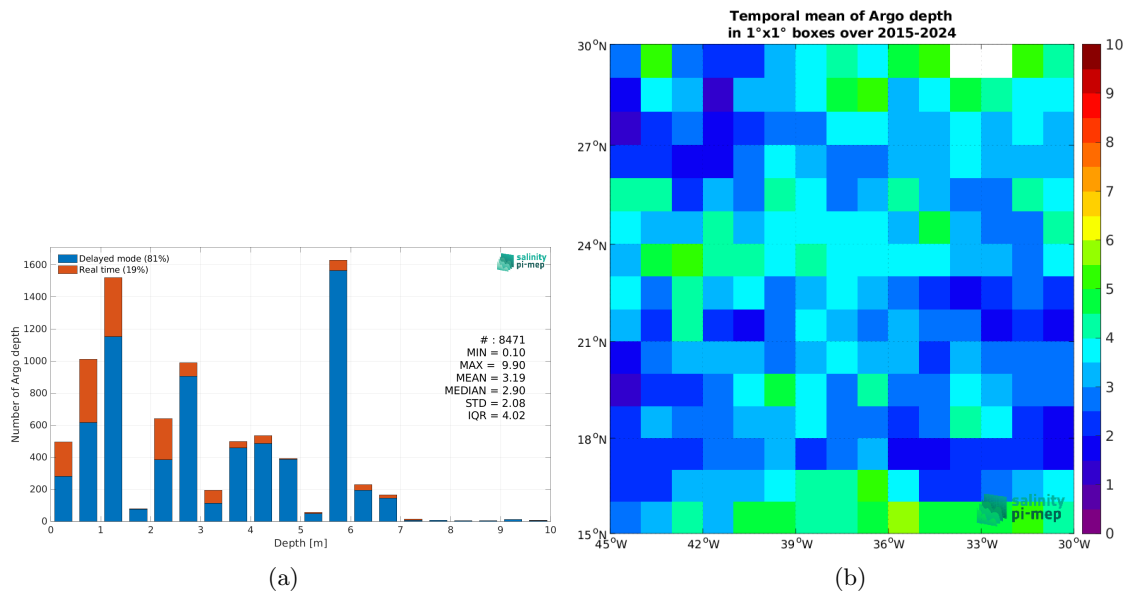 Temporal mean of Argo depth
in 1°x1° boxes over 2015-2024
Delayed mode (81%)
Real time (19%)
salinity
pi-mep
# : 8471
MIN = 0.10
MAX = 9.90
MEAN = 3.19
MEDIAN = 2.90
STD = 2.08
IQR = 4.02
Number of Argo depth
1600
1400
1200
1000
800
600
400
200
0
0 1 2 3 4 5 6 7 8 9 10
Depth [m]
(a)
30°N
27°N
24°N
21°N
18°N
15°N
45°W 42°W 39°W 36°W 33°W 30°W
salinity
pi-mep
10
9
8
7
6
5
4
3
2
1
0
(b)